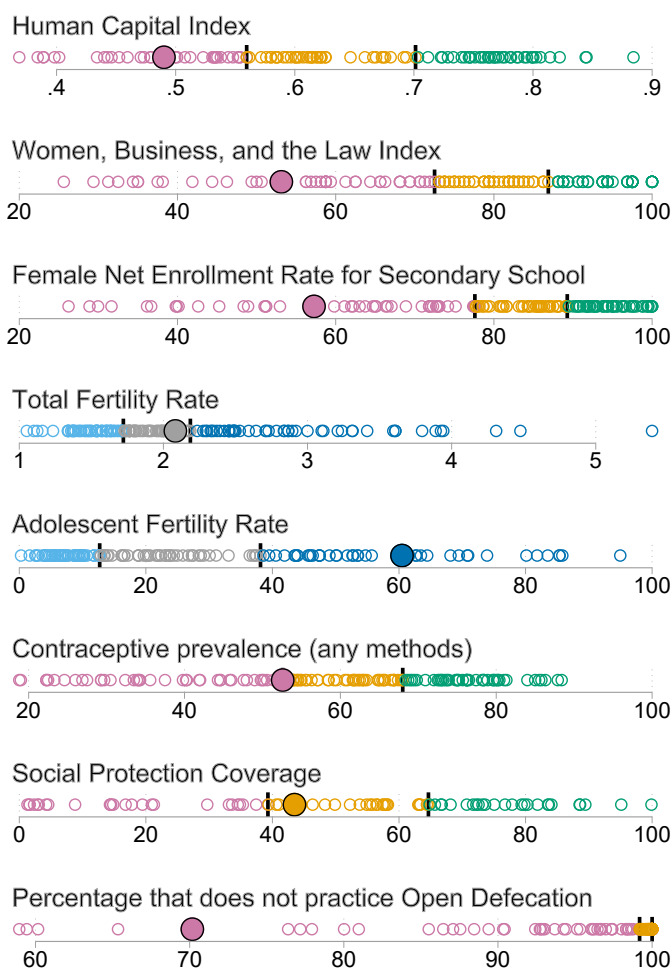 Human Capital Index
.4 .5 .6 .7 .8 .9
Women, Business, and the Law Index
20 40 60 80 100
Female Net Enrollment Rate for Secondary School
20 40 60 80 100
Total Fertility Rate
1 2 3 4 5
Adolescent Fertility Rate
0 20 40 60 80 100
Contraceptive prevalence (any methods)
20 40 60 80 100
Social Protection Coverage
0 20 40 60 80 100
Percentage that does not practice Open Defecation
60 70 80 90 100